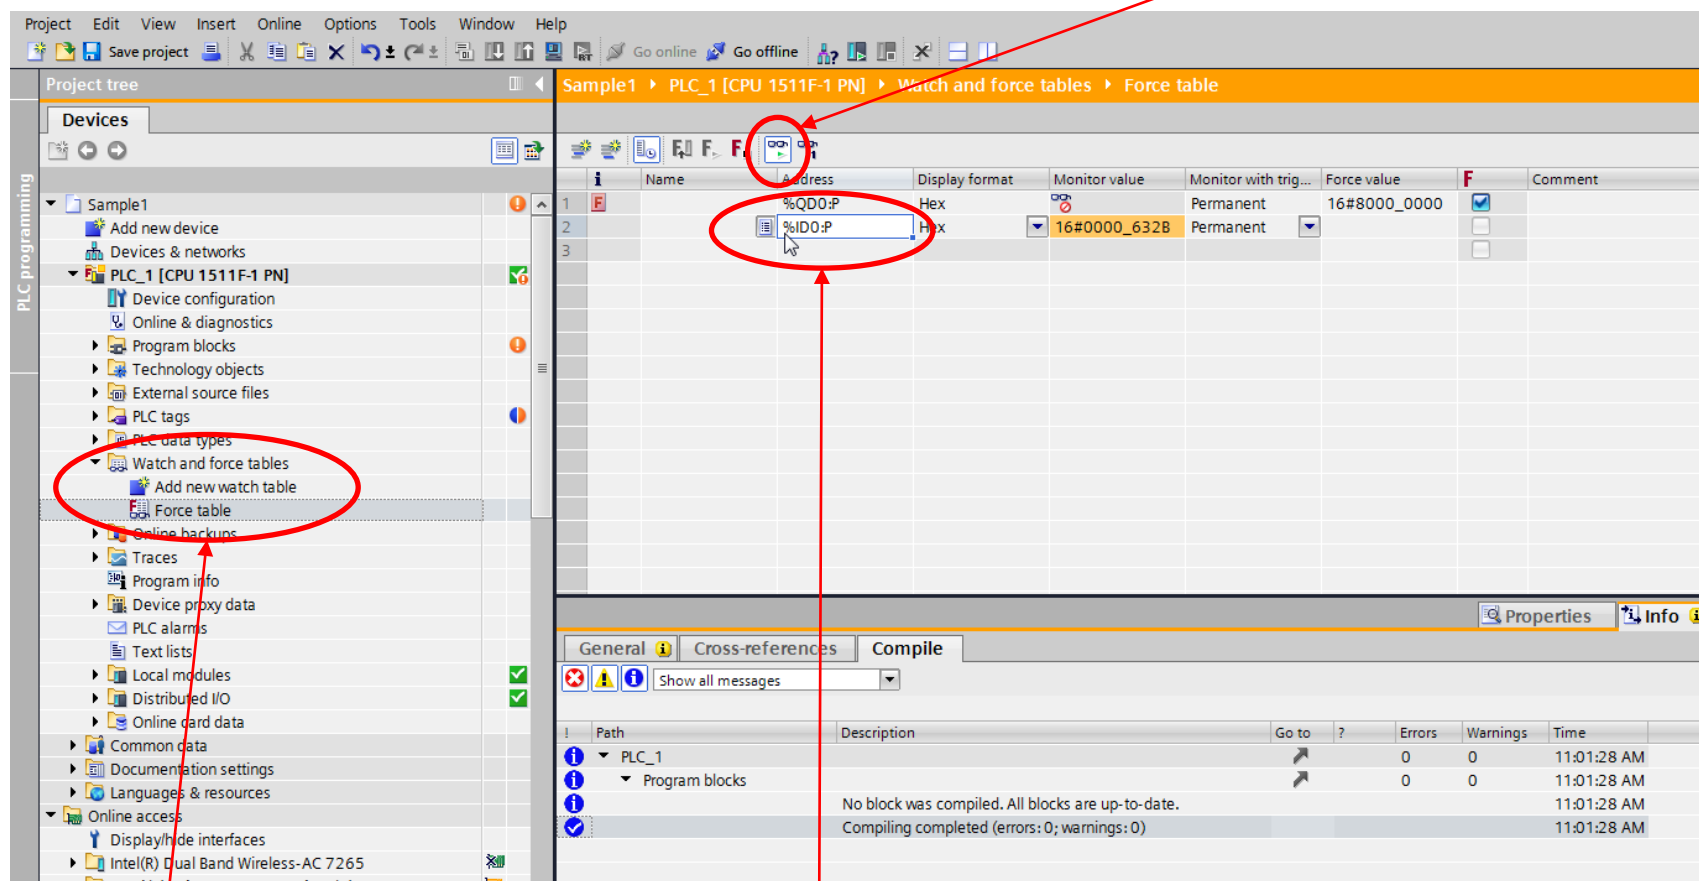 Project Edit View Insert Online Options Tools Window Help
Save project Go online Go offline
Project tree
Sample1 PLC_1 [CPU 1511F-1 PN] Watch and force tables Force table
Devices
PLC programming
i Name Address Display format Monitor value Monitor with trig... Force value F Comment
1 F %QD0:P Hex Permanent 16#8000_0000
2 %ID0:P Hex 16#0000_632B Permanent
3
Sample1
Add new device
Devices & networks
PLC_1 [CPU 1511F-1 PN]
Device configuration
Online & diagnostics
Program blocks
Technology objects
External source files
PLC tags
PLC data types
Watch and force tables
Add new watch table
Force table
Online backups
Traces
Program info
Device proxy data
PLC alarms
Text lists
Local modules
Distributed I/O
Online card data
Common data
Documentation settings
Languages & resources
Online access
Display/hide interfaces
Intel(R) Dual Band Wireless-AC 7265
Properties Info
General Cross-references Compile
Show all messages
! Path Description Go to ? Errors Warnings Time
PLC_1 0 0 11:01:28 AM
Program blocks 0 0 11:01:28 AM
No block was compiled. All blocks are up-to-date. 11:01:28 AM
Compiling completed (errors: 0; warnings: 0) 11:01:28 AM